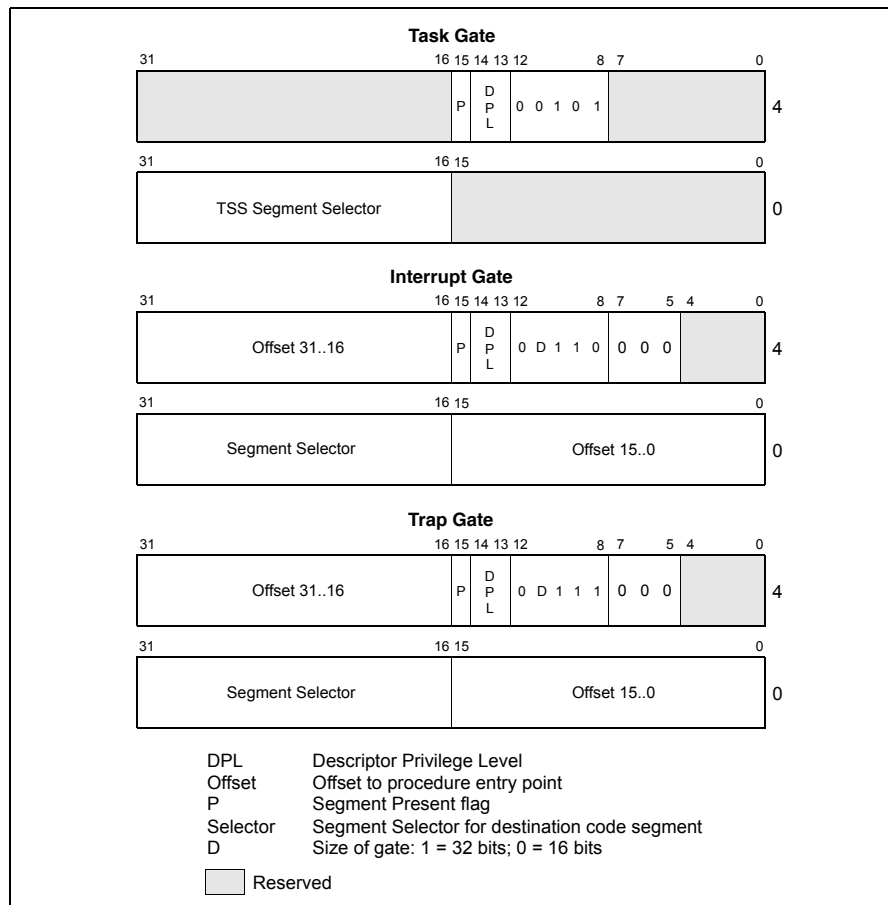 Task Gate
31 16 15 14 13 12 8 7 0
P D P L 0 0 1 0 1 4
31 16 15 0
TSS Segment Selector 0
Interrupt Gate
31 16 15 14 13 12 8 7 5 4 0
Offset 31..16 P D P L 0 D 1 1 0 0 0 0 4
31 16 15 0
Segment Selector Offset 15..0 0
Trap Gate
31 16 15 14 13 12 8 7 5 4 0
Offset 31..16 P D P L 0 D 1 1 1 0 0 0 4
31 16 15 0
Segment Selector Offset 15..0 0
DPL Descriptor Privilege Level
Offset Offset to procedure entry point
P Segment Present flag
Selector Segment Selector for destination code segment
D Size of gate: 1 = 32 bits; 0 = 16 bits
Reserved